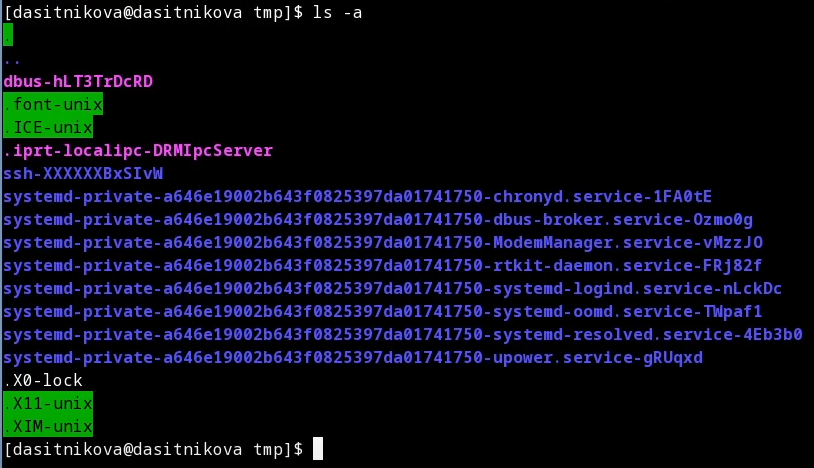 [dasitnikova@dasitnikova tmp]$ ls -a
.
..
dbus-hLT3TrDcRD
.font-unix
.ICE-unix
.iprt-localipc-DRMIpcServer
ssh-XXXXXXBxSIvW
systemd-private-a646e19002b643f0825397da01741750-chronyd.service-1FA0tE
systemd-private-a646e19002b643f0825397da01741750-dbus-broker.service-Ozmo0g
systemd-private-a646e19002b643f0825397da01741750-ModemManager.service-vMzzJO
systemd-private-a646e19002b643f0825397da01741750-rtkit-daemon.service-FRj82f
systemd-private-a646e19002b643f0825397da01741750-systemd-logind.service-nLckDc
systemd-private-a646e19002b643f0825397da01741750-systemd-oomd.service-TWpaf1
systemd-private-a646e19002b643f0825397da01741750-systemd-resolved.service-4Eb3b0
systemd-private-a646e19002b643f0825397da01741750-upower.service-gRUqxd
.X0-lock
.X11-unix
.XIM-unix
[dasitnikova@dasitnikova tmp]$